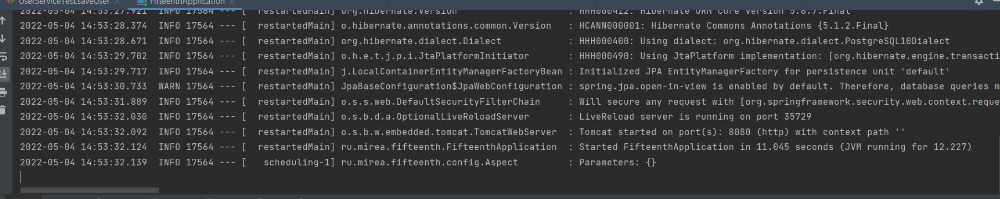 UserServiceTest.saveUser × FifteenthApplication ×
2022-05-04 14:53:27.921  INFO 17564 --- [  restartedMain] org.hibernate.Version                    : HHH000412: Hibernate ORM core version 5.6.7.Final
2022-05-04 14:53:28.374  INFO 17564 --- [  restartedMain] o.hibernate.annotations.common.Version   : HCANN000001: Hibernate Commons Annotations {5.1.2.Final}
2022-05-04 14:53:28.671  INFO 17564 --- [  restartedMain] org.hibernate.dialect.Dialect            : HHH000400: Using dialect: org.hibernate.dialect.PostgreSQL10Dialect
2022-05-04 14:53:29.702  INFO 17564 --- [  restartedMain] o.h.e.t.j.p.i.JtaPlatformInitiator       : HHH000490: Using JtaPlatform implementation: [org.hibernate.engine.transacti
2022-05-04 14:53:29.717  INFO 17564 --- [  restartedMain] j.LocalContainerEntityManagerFactoryBean : Initialized JPA EntityManagerFactory for persistence unit 'default'
2022-05-04 14:53:30.733  WARN 17564 --- [  restartedMain] JpaBaseConfiguration$JpaWebConfiguration : spring.jpa.open-in-view is enabled by default. Therefore, database queries m
2022-05-04 14:53:31.889  INFO 17564 --- [  restartedMain] o.s.s.web.DefaultSecurityFilterChain     : Will secure any request with [org.springframework.security.web.context.reque
2022-05-04 14:53:32.030  INFO 17564 --- [  restartedMain] o.s.b.d.a.OptionalLiveReloadServer       : LiveReload server is running on port 35729
2022-05-04 14:53:32.092  INFO 17564 --- [  restartedMain] o.s.b.w.embedded.tomcat.TomcatWebServer  : Tomcat started on port(s): 8080 (http) with context path ''
2022-05-04 14:53:32.124  INFO 17564 --- [  restartedMain] ru.mirea.fifteenth.FifteenthApplication  : Started FifteenthApplication in 11.045 seconds (JVM running for 12.227)
2022-05-04 14:53:32.139  INFO 17564 --- [   scheduling-1] ru.mirea.fifteenth.config.Aspect         : Parameters: {}